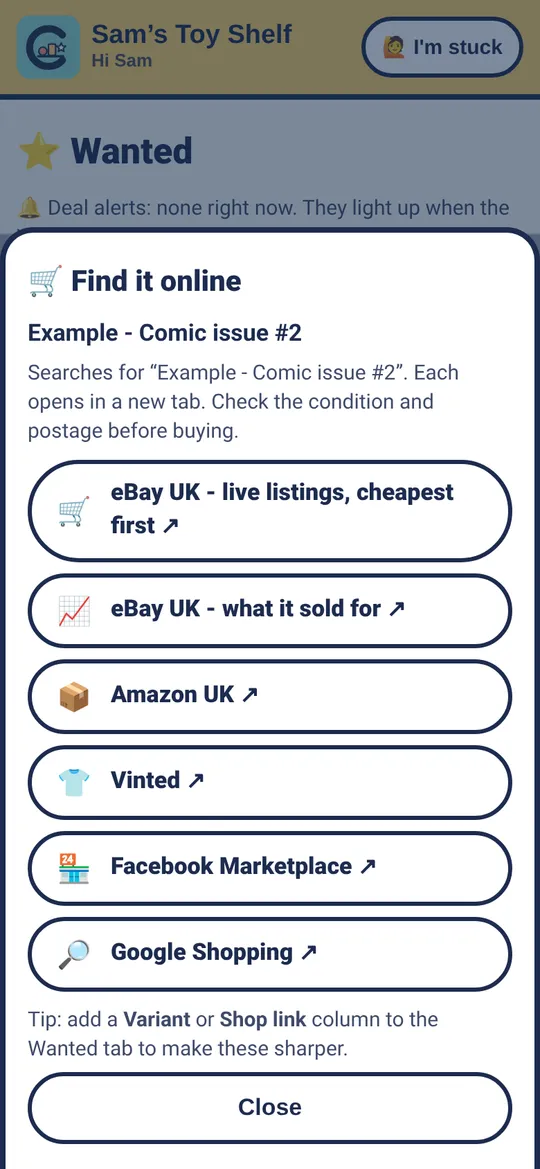 Sam’s Toy Shelf
Hi Sam
I'm stuck
Wanted
Deal alerts: none right now. They light up when the
Find it online
Example - Comic issue #2
Searches for “Example - Comic issue #2”. Each
opens in a new tab. Check the condition and
postage before buying.
eBay UK - live listings, cheapest
first ↗
eBay UK - what it sold for ↗
Amazon UK ↗
Vinted ↗
24
Facebook Marketplace ↗
Google Shopping ↗
Tip: add a Variant or Shop link column to the
Wanted tab to make these sharper.
Close